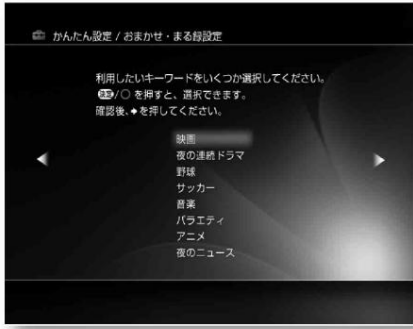 かんたん設定 / おまかせ・まる録設定
利用したいキーワードをいくつか選択してください。
決定/○ を押すと、選択できます。
確認後、➧を押してください。
映画
夜の連続ドラマ
野球
サッカー
音楽
バラエティ
アニメ
夜のニュース